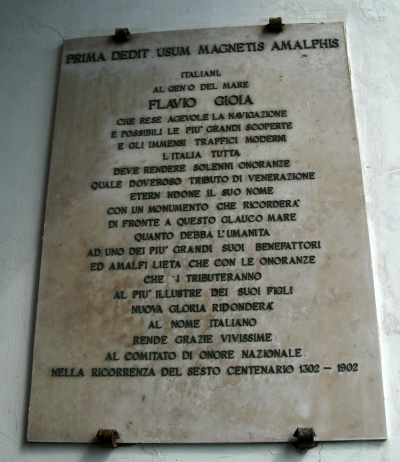 PRIMA DEDIT USUM MAGNETIS AMALPHIS
ITALIANI,
AL GENIO DEL MARE
FLAVIO GIOIA
CHE RESE AGEVOLE LA NAVIGAZIONE
E POSSIBILI LE PIU' GRANDI SCOPERTE
E GLI IMMENSI TRAFFICI MODERNI
L'ITALIA TUTTA
DEVE RENDERE SOLENNI ONORANZE
QUALE DOVEROSO TRIBUTO DI VENERAZIONE
ETERN NDONE IL SUO NOME
CON UN MONUMENTO CHE RICORDERA'
DI FRONTE A QUESTO GLAUCO MARE
QUANTO DEBBA L'UMANITA
AD UNO DEI PIU' GRANDI SUOI BENEFATTORI
ED AMALFI LIETA CHE CON LE ONORANZE
CHE SI TRIBUTERANNO
AL PIU' ILLUSTRE DEI SUOI FIGLI
NUOVA GLORIA RIDONDERA'
AL NOME ITALIANO
RENDE GRAZIE VIVISSIME
AL COMITATO DI ONORE NAZIONALE
NELLA RICORRENZA DEL SESTO CENTENARIO 1302 - 1902